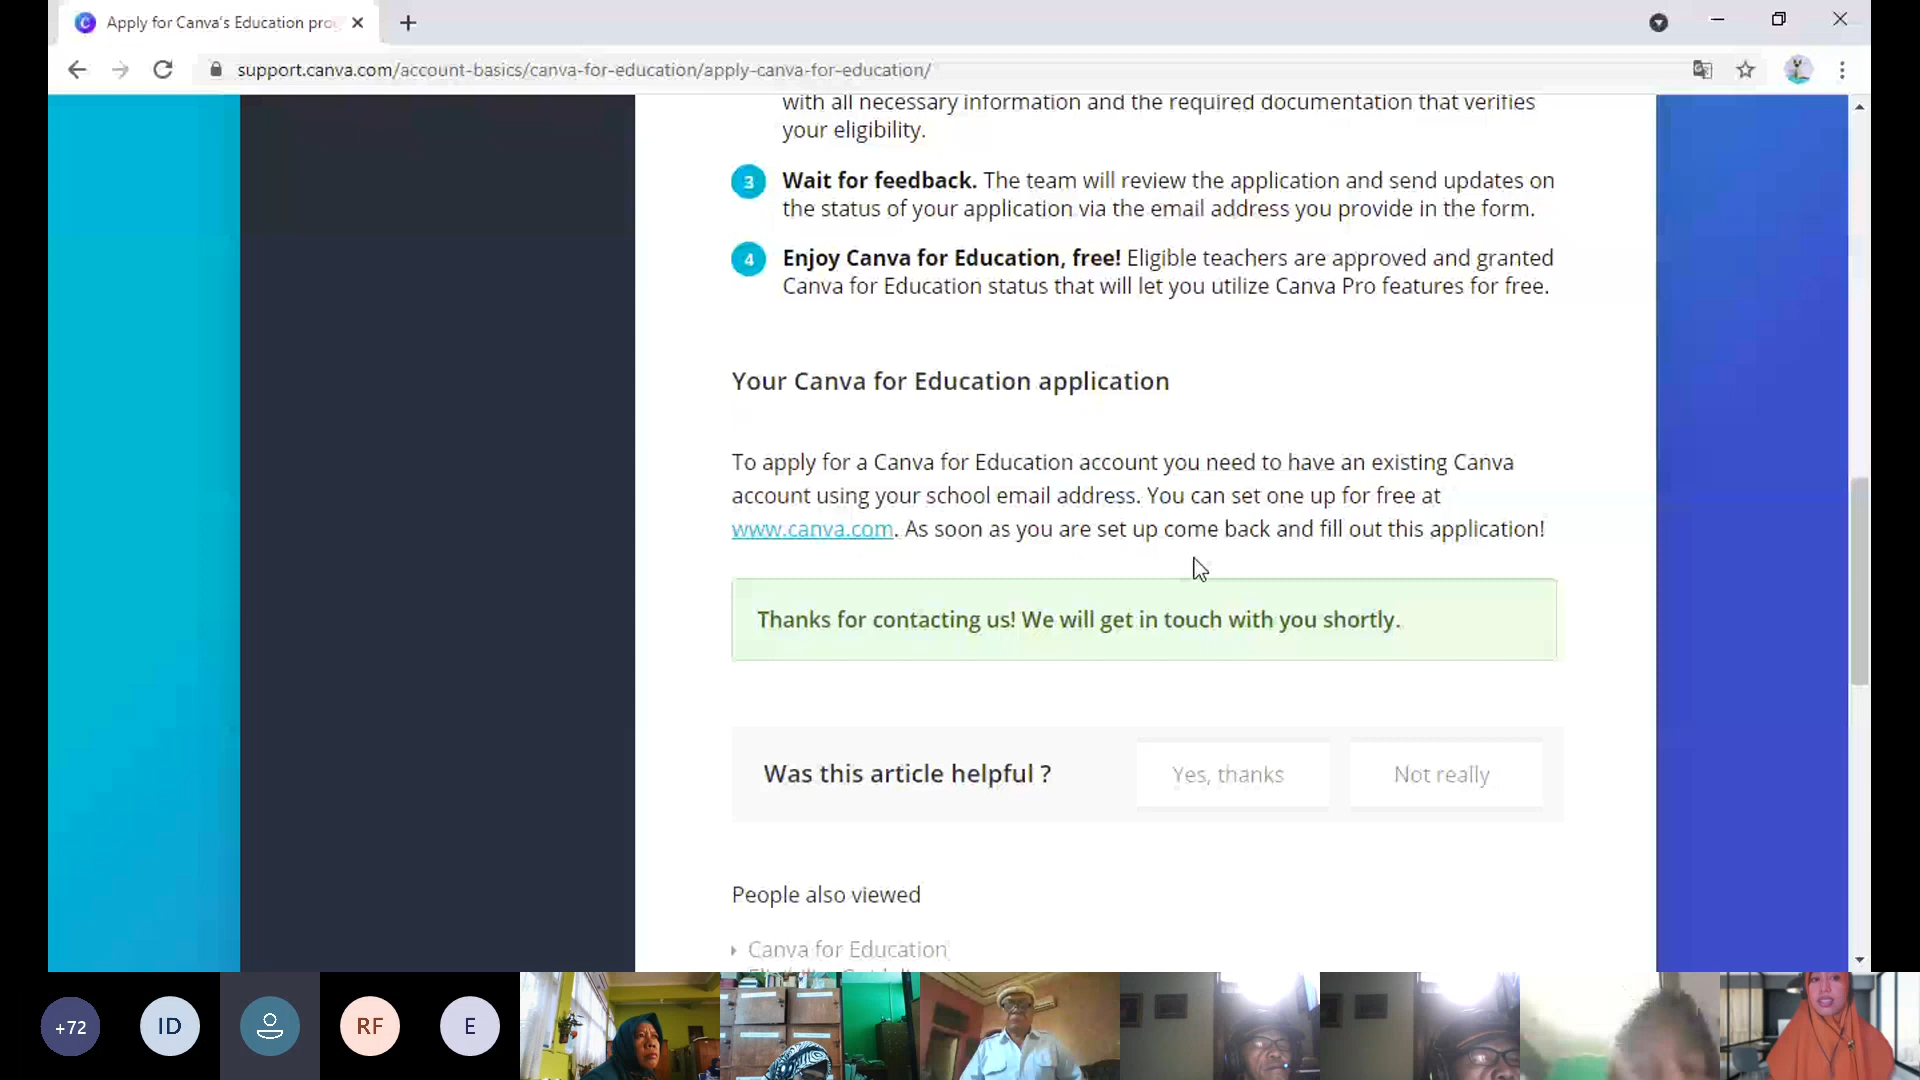 Apply for Canva's Education pro
support.canva.com/account-basics/canva-for-education/apply-canva-for-education/
with all necessary information and the required documentation that verifies
your eligibility.
3 Wait for feedback. The team will review the application and send updates on
the status of your application via the email address you provide in the form.
4 Enjoy Canva for Education, free! Eligible teachers are approved and granted
Canva for Education status that will let you utilize Canva Pro features for free.
Your Canva for Education application
To apply for a Canva for Education account you need to have an existing Canva
account using your school email address. You can set one up for free at
www.canva.com. As soon as you are set up come back and fill out this application!
Thanks for contacting us! We will get in touch with you shortly.
Was this article helpful ? Yes, thanks Not really
People also viewed
Canva for Education
+72 ID RF E